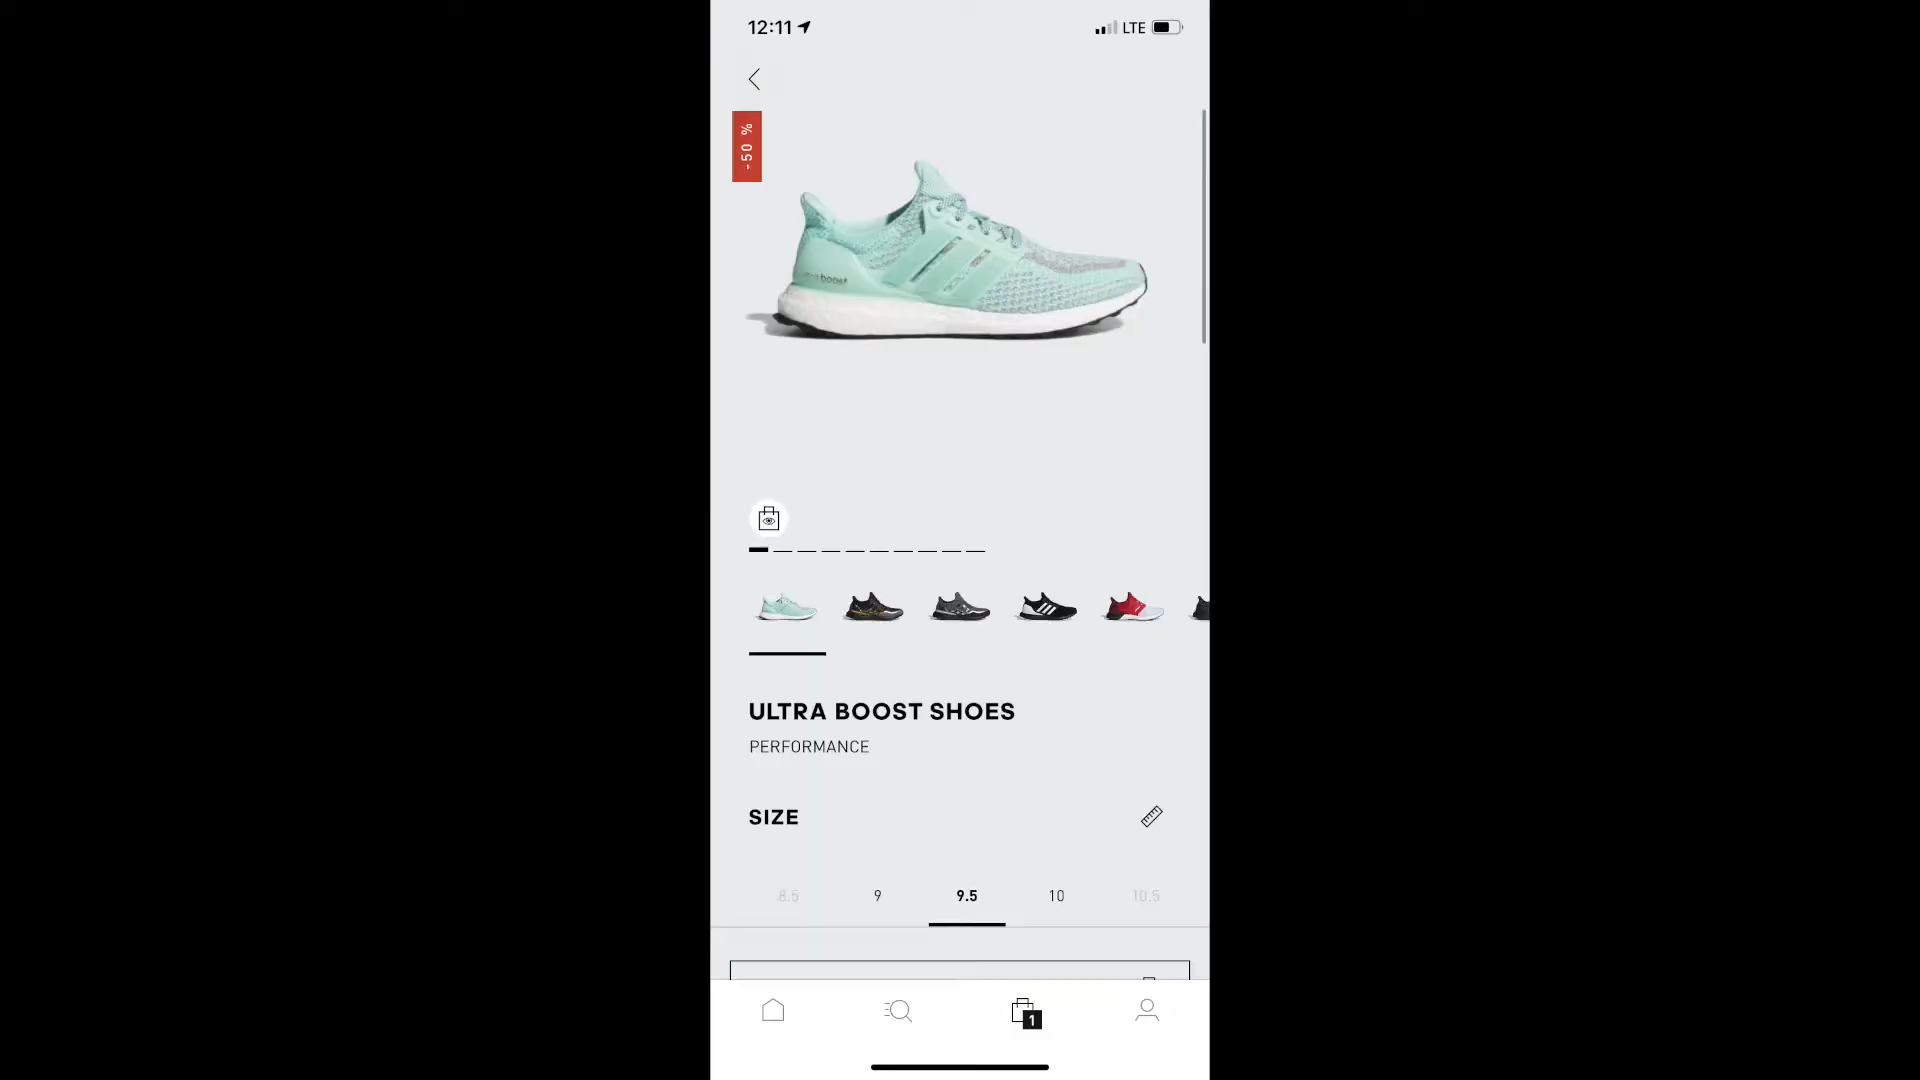 12:11
LTE
-50 %
ULTRA BOOST SHOES
PERFORMANCE
SIZE
8.5 9 9.5 10 10.5
1